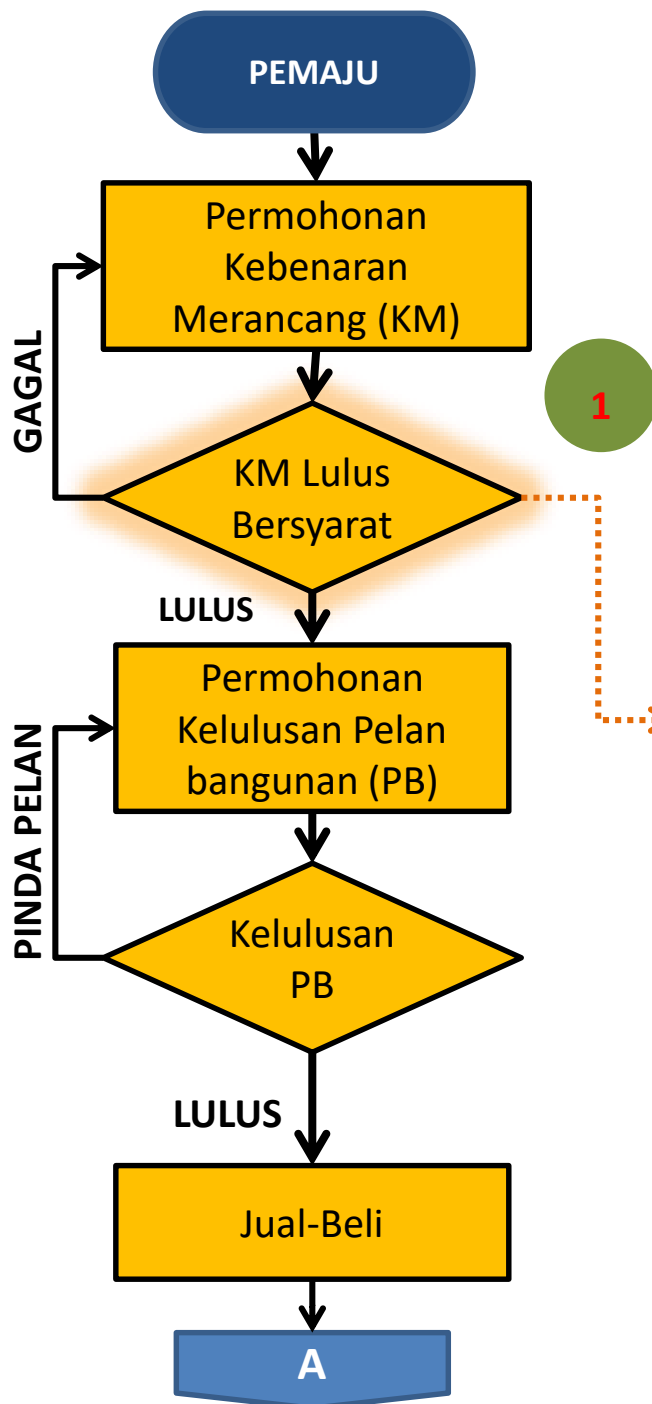 PEMAJU
Permohonan
Kebenaran
Merancang (KM)
GAGAL
1
KM Lulus
Bersyarat
LULUS
Permohonan
Kelulusan Pelan
bangunan (PB)
PINDA PELAN
Kelulusan
PB
LULUS
Jual-Beli
A